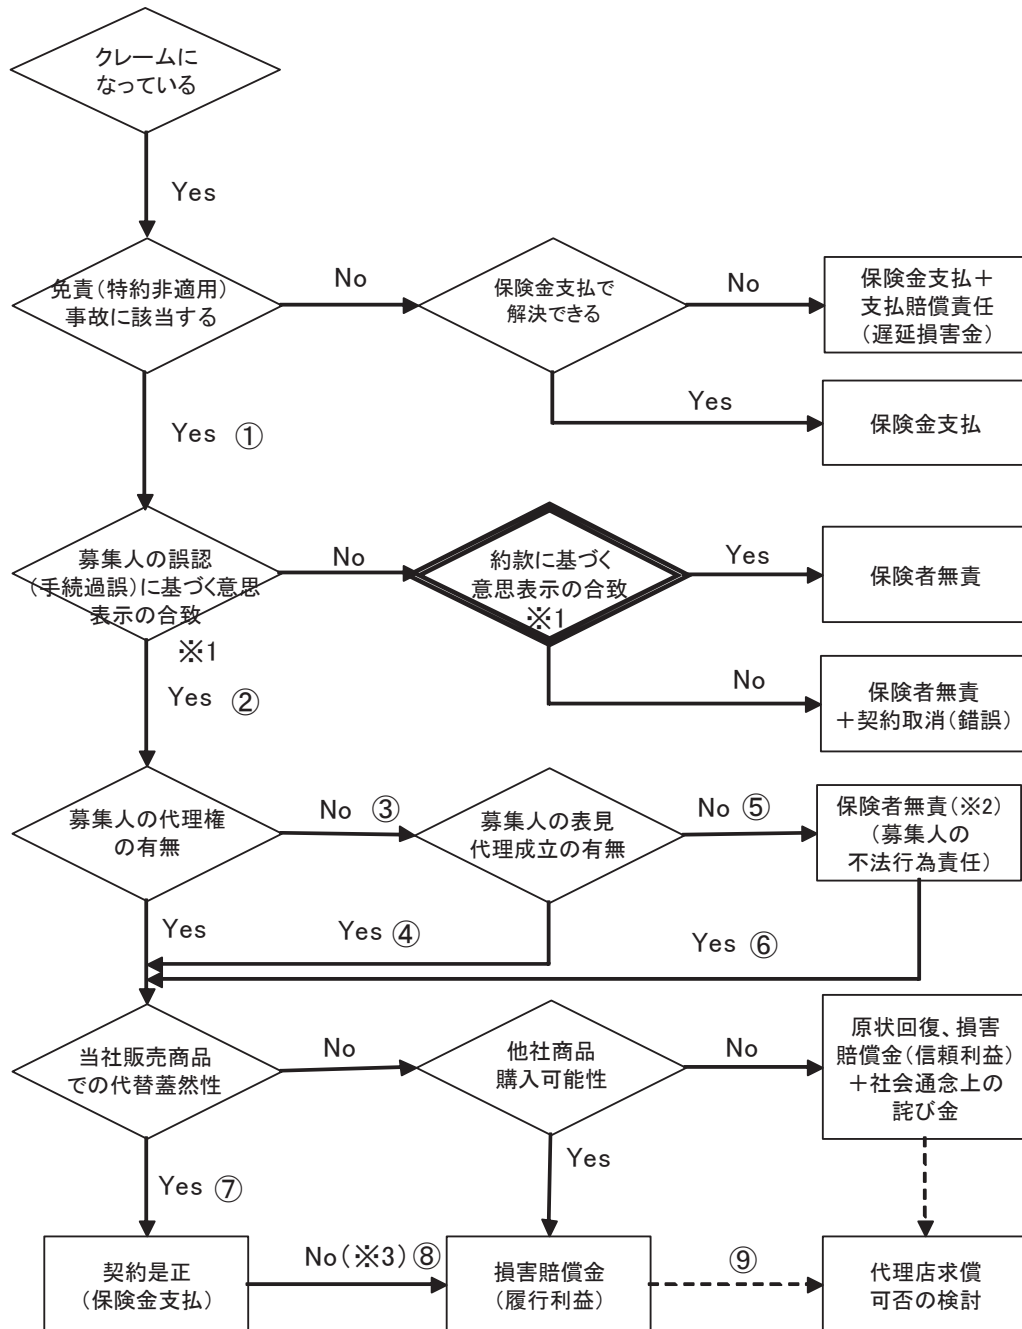 クレームに
なっている
Yes
免責(特約非適用)
事故に該当する
No
保険金支払で
解決できる
No
保険金支払+
支払賠償責任
(遅延損害金)
Yes
保険金支払
Yes ①
募集人の誤認
(手続過誤)に基づく意思
表示の合致
※1
No
約款に基づく
意思表示の合致
※1
Yes
保険者無責
No
保険者無責
+契約取消(錯誤)
Yes ②
募集人の代理権
の有無
No ③
募集人の表見
代理成立の有無
No ⑤
保険者無責(※2)
(募集人の
不法行為責任)
Yes
Yes ④
Yes ⑥
当社販売商品
での代替蓋然性
No
他社商品
購入可能性
No
原状回復、損害
賠償金(信頼利益)
+社会通念上の
詫び金
Yes ⑦
Yes
契約是正
(保険金支払)
No(※3)⑧
損害賠償金
(履行利益)
⑨
代理店求償
可否の検討